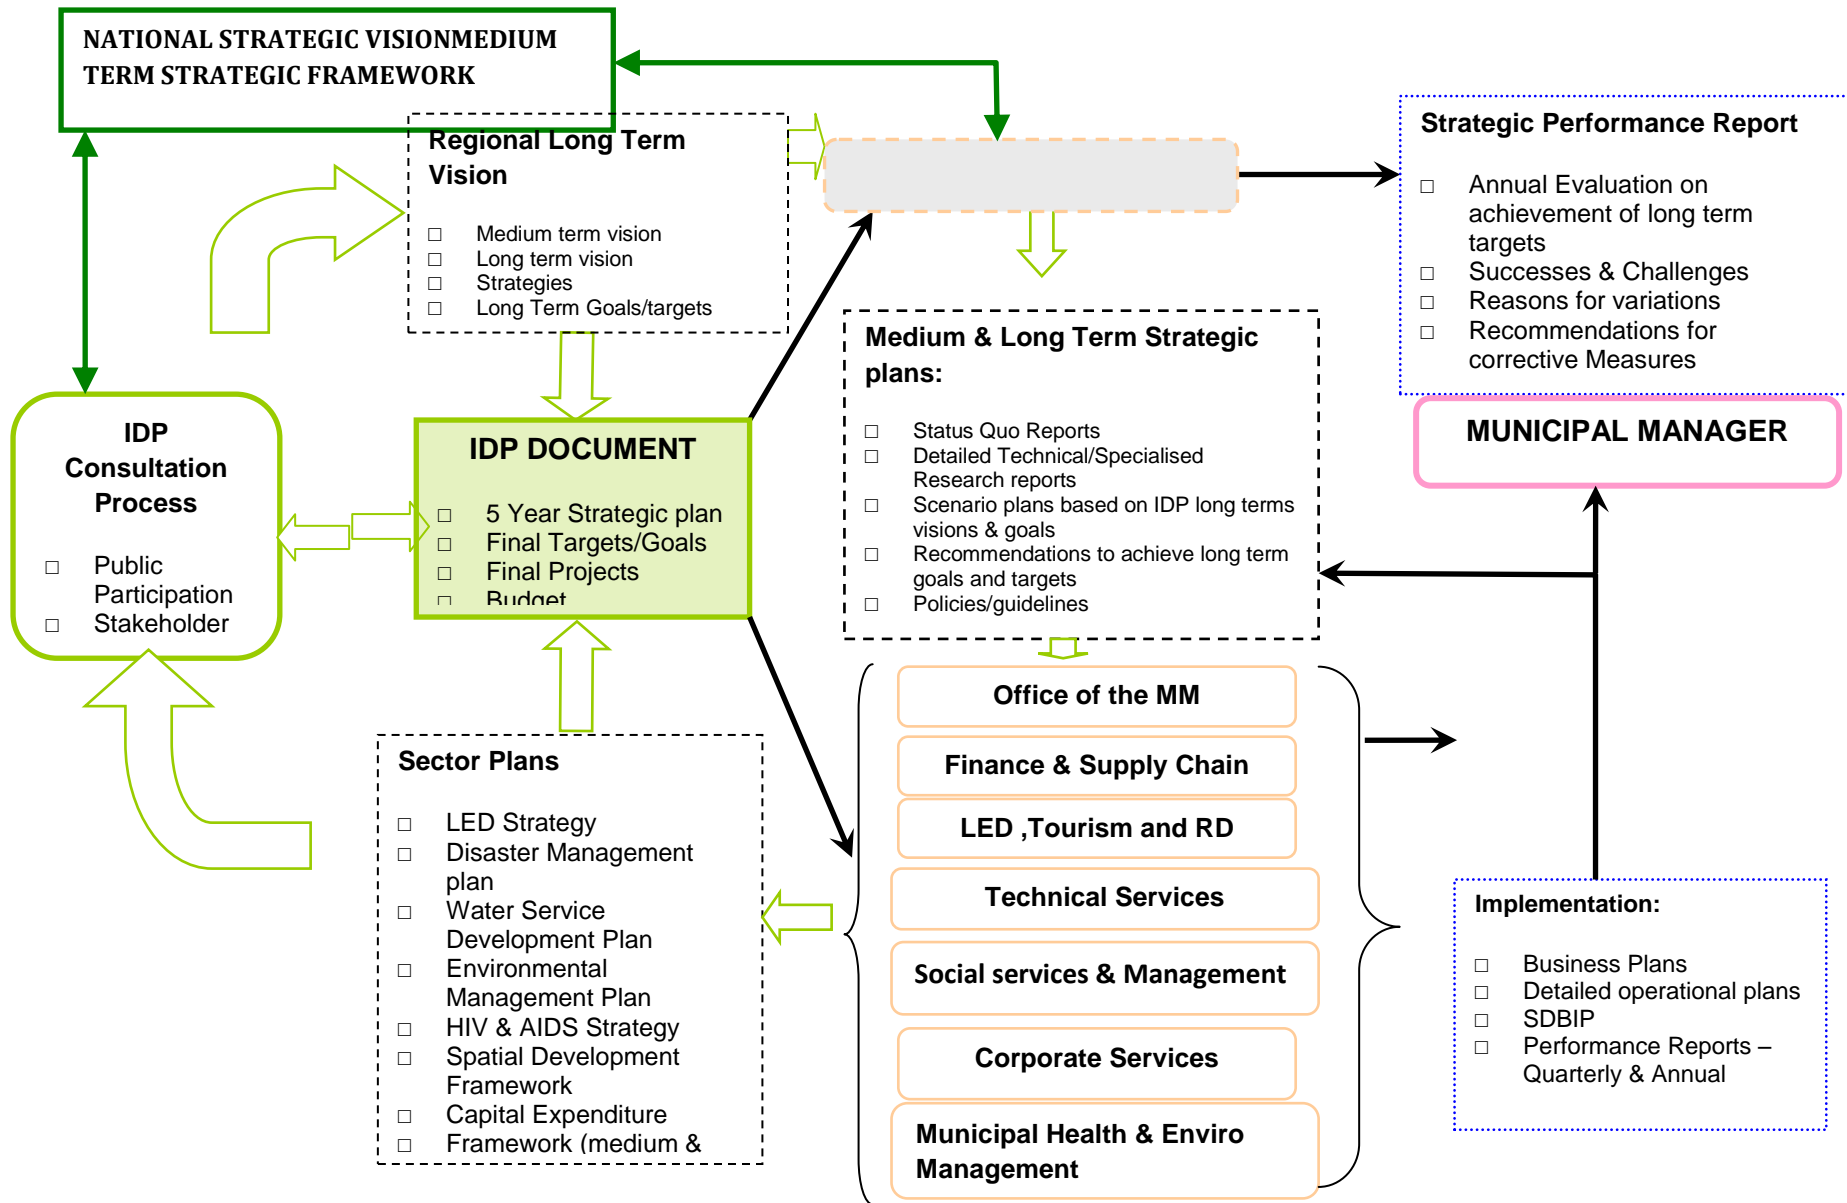 NATIONAL STRATEGIC VISIONMEDIUM
TERM STRATEGIC FRAMEWORK
Regional Long Term
Vision
□ Medium term vision
□ Long term vision
□ Strategies
□ Long Term Goals/targets
Strategic Performance Report
□ Annual Evaluation on
achievement of long term
targets
□ Successes & Challenges
□ Reasons for variations
□ Recommendations for
corrective Measures
MUNICIPAL MANAGER
Medium & Long Term Strategic
plans:
□ Status Quo Reports
□ Detailed Technical/Specialised
Research reports
□ Scenario plans based on IDP long terms
visions & goals
□ Recommendations to achieve long term
goals and targets
□ Policies/guidelines
IDP
Consultation
Process
□ Public
Participation
□ Stakeholder
IDP DOCUMENT
□ 5 Year Strategic plan
□ Final Targets/Goals
□ Final Projects
□ Budget
Sector Plans
□ LED Strategy
□ Disaster Management
plan
□ Water Service
Development Plan
□ Environmental
Management Plan
□ HIV & AIDS Strategy
□ Spatial Development
Framework
□ Capital Expenditure
□ Framework (medium &
Office of the MM
Finance & Supply Chain
LED ,Tourism and RD
Technical Services
Social services & Management
Corporate Services
Municipal Health & Enviro
Management
Implementation:
□ Business Plans
□ Detailed operational plans
□ SDBIP
□ Performance Reports –
Quarterly & Annual